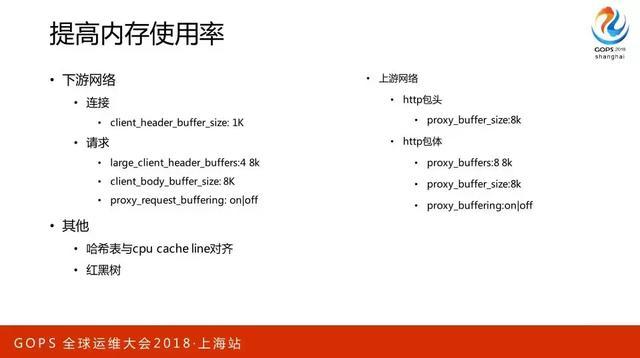 提高内存使用率
GOPS 2018
shanghai
• 下游网络
• 连接
• client_header_buffer_size: 1K
• 请求
• large_client_header_buffers:4 8k
• client_body_buffer_size: 8K
• proxy_request_buffering: on|off
• 其他
• 哈希表与cpu cache line对齐
• 红黑树
• 上游网络
• http包头
• proxy_buffer_size:8k
• http包体
• proxy_buffers:8 8k
• proxy_buffer_size:8k
• proxy_buffering:on|off
GOPS 全球运维大会2018·上海站